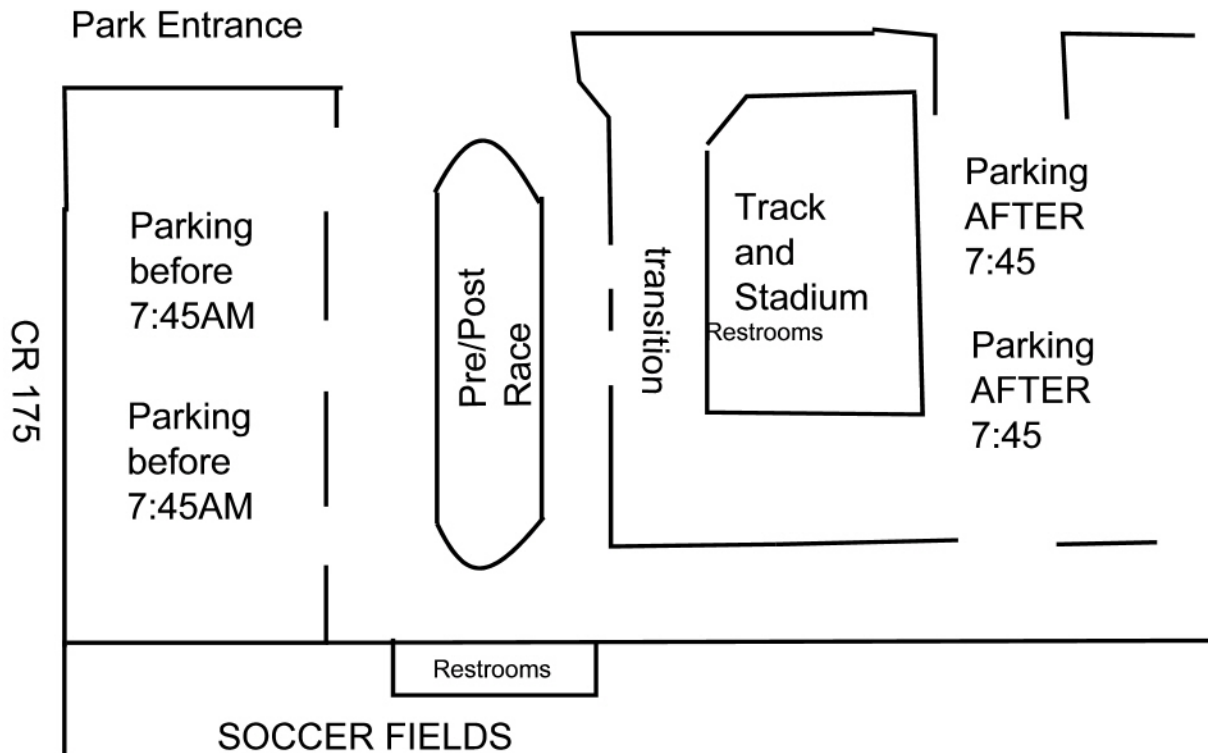 Park Entrance
Parking
before
7:45AM
Parking
before
7:45AM
CR 175
Pre/Post
Race
transition
Track
and
Stadium
Restrooms
Parking
AFTER
7:45
Parking
AFTER
7:45
Restrooms
SOCCER FIELDS